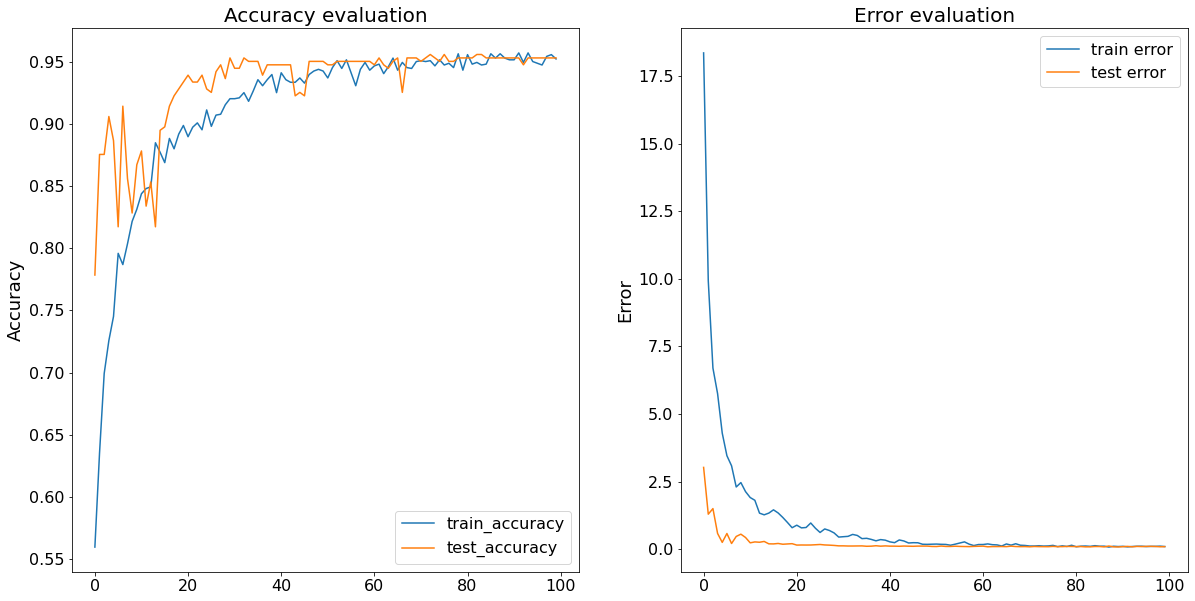 Accuracy evaluation
Accuracy
0.95
0.90
0.85
0.80
0.75
0.70
0.65
0.60
0.55
0 20 40 60 80 100
train_accuracy
test_accuracy
Error evaluation
Error
17.5
15.0
12.5
10.0
7.5
5.0
2.5
0.0
0 20 40 60 80 100
train error
test error